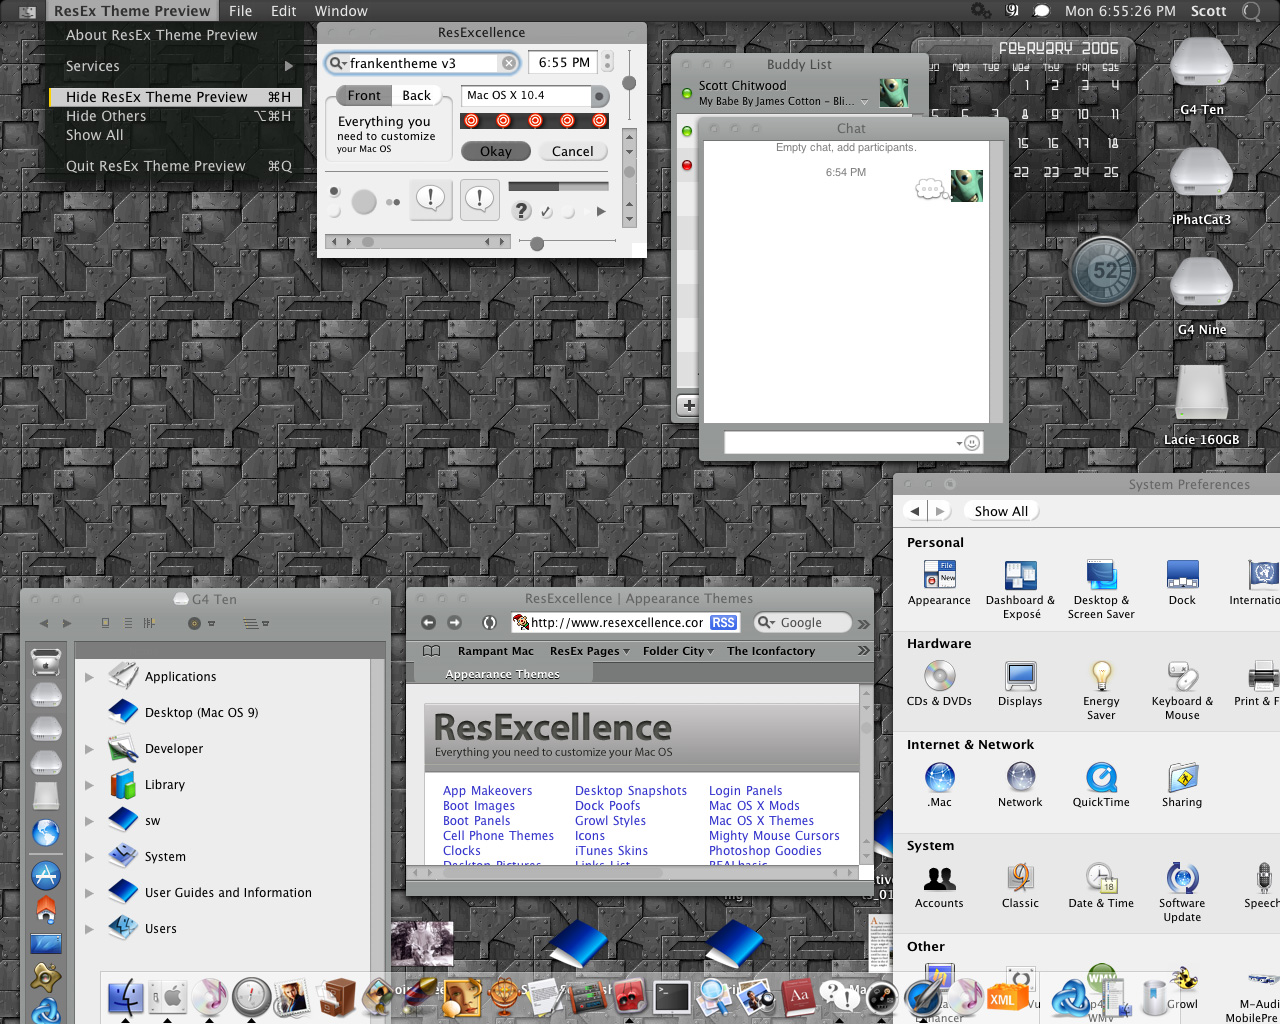 ResEx Theme Preview File Edit Window
Mon 6:55:26 PM Scott
About ResEx Theme Preview
Services
Hide ResEx Theme Preview ⌘H
Hide Others ⌥⌘H
Show All
Quit ResEx Theme Preview ⌘Q
ResExcellence
frankentheme v3
6:55 PM
Front Back
Mac OS X 10.4
Everything you
need to customize
your Mac OS
Okay Cancel
Buddy List
Scott Chitwood
My Babe By James Cotton - Bli...
Chat
Empty chat, add participants.
6:54 PM
February 2006
1 2 3 4
8 9 10 11
15 16 17 18
22 23 24 25
52
G4 Ten
iPhatCat3
G4 Nine
Lacie 160GB
System Preferences
Show All
Personal
Appearance
Dashboard &
Exposé
Desktop &
Screen Saver
Dock
Internatio
Hardware
CDs & DVDs
Displays
Energy
Saver
Keyboard &
Mouse
Print & F
Internet & Network
.Mac
Network
QuickTime
Sharing
System
Accounts
Classic
Date & Time
Software
Update
Speech
Other
Growl
M-Audi
MobilePre
G4 Ten
Applications
Desktop (Mac OS 9)
Developer
Library
sw
System
User Guides and Information
Users
ResExcellence | Appearance Themes
http://www.resexcellence.cor RSS
Google
Rampant Mac ResEx Pages Folder City The Iconfactory
Appearance Themes
ResExcellence
Everything you need to customize your Mac OS
App Makeovers
Boot Images
Boot Panels
Cell Phone Themes
Clocks
Desktop Pictures
Desktop Snapshots
Dock Poofs
Growl Styles
Icons
iTunes Skins
Links List
Login Panels
Mac OS X Mods
Mac OS X Themes
Mighty Mouse Cursors
Photoshop Goodies
REALbasic
XML